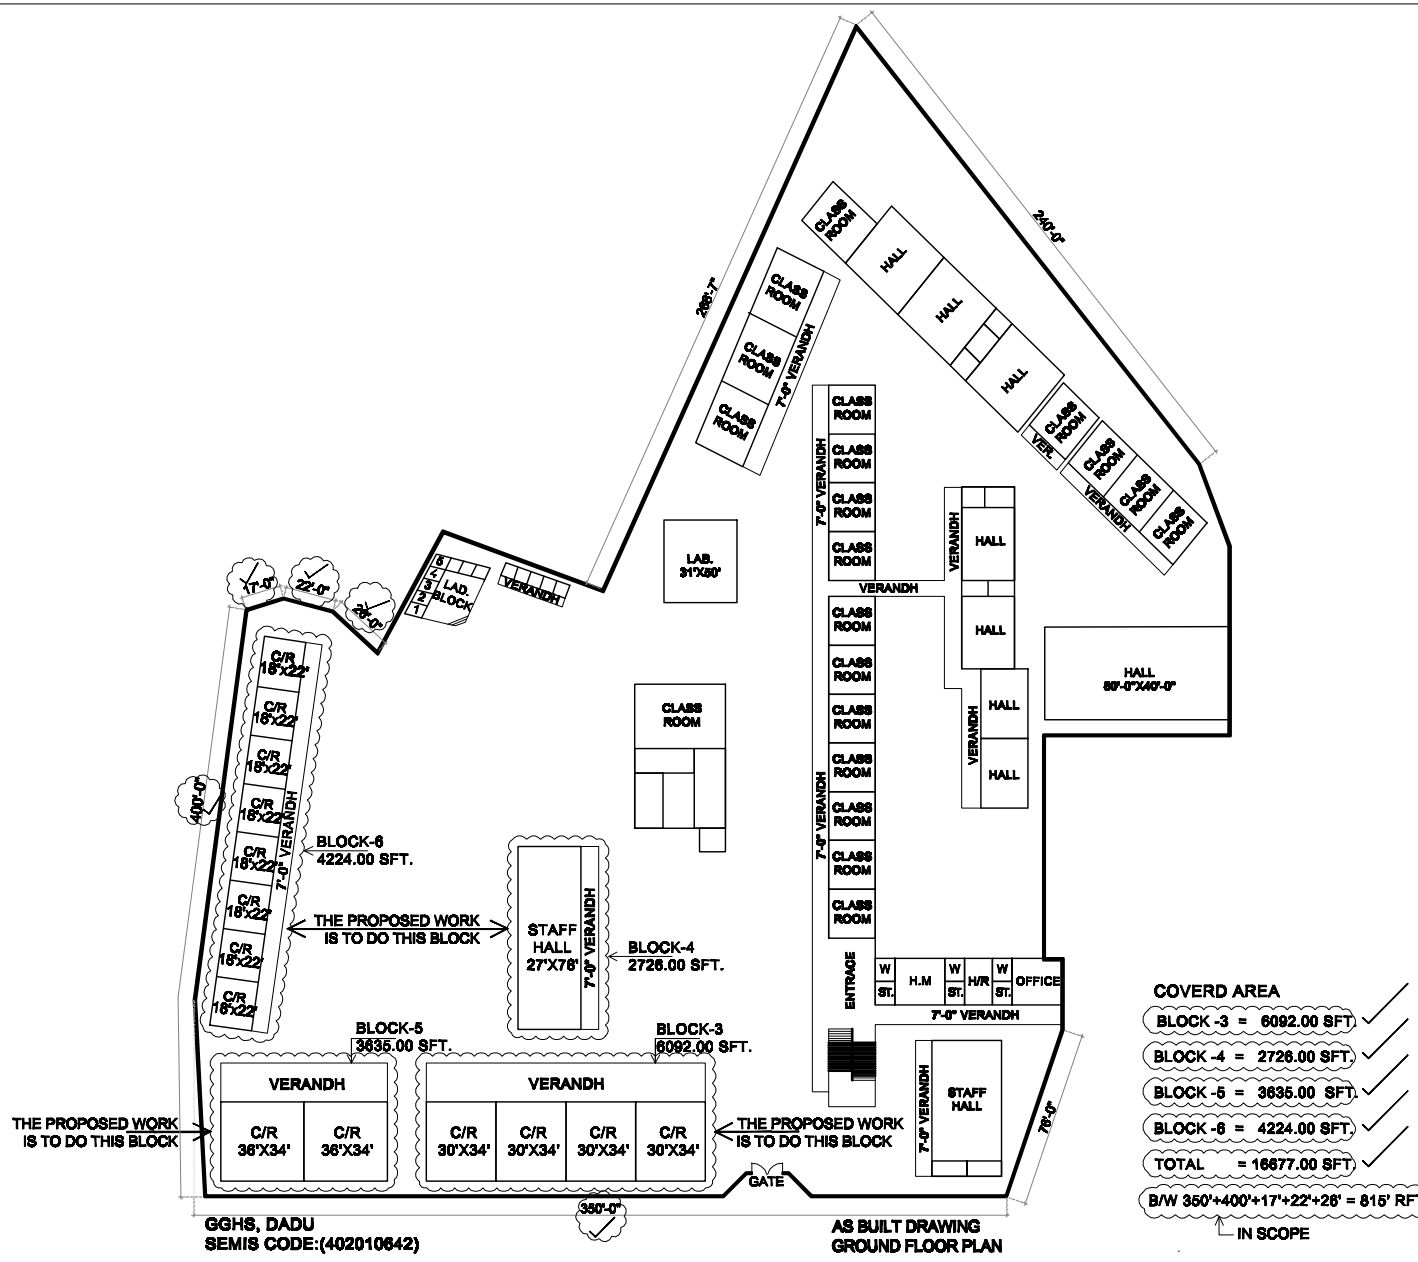 240'-0"
268'-7"
CLASS
ROOM
HALL
HALL
HALL
CLASS
ROOM
VER.
CLASS
ROOM
CLASS
ROOM
CLASS
ROOM
VERANDH
CLASS
ROOM
CLASS
ROOM
CLASS
ROOM
7'-0" VERANDH
CLASS
ROOM
CLASS
ROOM
CLASS
ROOM
CLASS
ROOM
7'-0" VERANDH
VERANDH
HALL
HALL
VERANDH
LAB.
31'X50'
5
4
3
2
1
LAD.
BLOCK
VERANDH
17'-0"
22'-0"
26'-0"
CLASS
ROOM
CLASS
ROOM
CLASS
ROOM
CLASS
ROOM
CLASS
ROOM
CLASS
ROOM
CLASS
ROOM
7'-0" VERANDH
HALL
80'-0"X40'-0"
VERANDH
HALL
HALL
CLASS
ROOM
C/R
18'X22'
C/R
18'X22'
C/R
18'X22'
C/R
18'X22'
C/R
18'X22'
C/R
18'X22'
C/R
18'X22'
C/R
18'X22'
7'-0" VERANDH
400'-0"
BLOCK-6
4224.00 SFT.
THE PROPOSED WORK
IS TO DO THIS BLOCK
STAFF
HALL
27'X78'
7'-0" VERANDH
BLOCK-4
2726.00 SFT.
ENTRACE
W
ST.
H.M
W
ST.
H/R
W
ST.
OFFICE
7'-0" VERANDH
BLOCK-5
3635.00 SFT.
BLOCK-3
6092.00 SFT.
VERANDH
C/R
36'X34'
C/R
36'X34'
VERANDH
C/R
30'X34'
C/R
30'X34'
C/R
30'X34'
C/R
30'X34'
THE PROPOSED WORK
IS TO DO THIS BLOCK
THE PROPOSED WORK
IS TO DO THIS BLOCK
7'-0" VERANDH
STAFF
HALL
76'-0"
GATE
350'-0"
GGHS, DADU
SEMIS CODE:(402010642)
AS BUILT DRAWING
GROUND FLOOR PLAN
COVERD AREA
BLOCK -3 = 6092.00 SFT.
BLOCK -4 = 2726.00 SFT.
BLOCK -5 = 3635.00 SFT.
BLOCK -6 = 4224.00 SFT.
TOTAL = 16677.00 SFT.
B/W 350'+400'+17'+22'+26' = 815' RFT
IN SCOPE